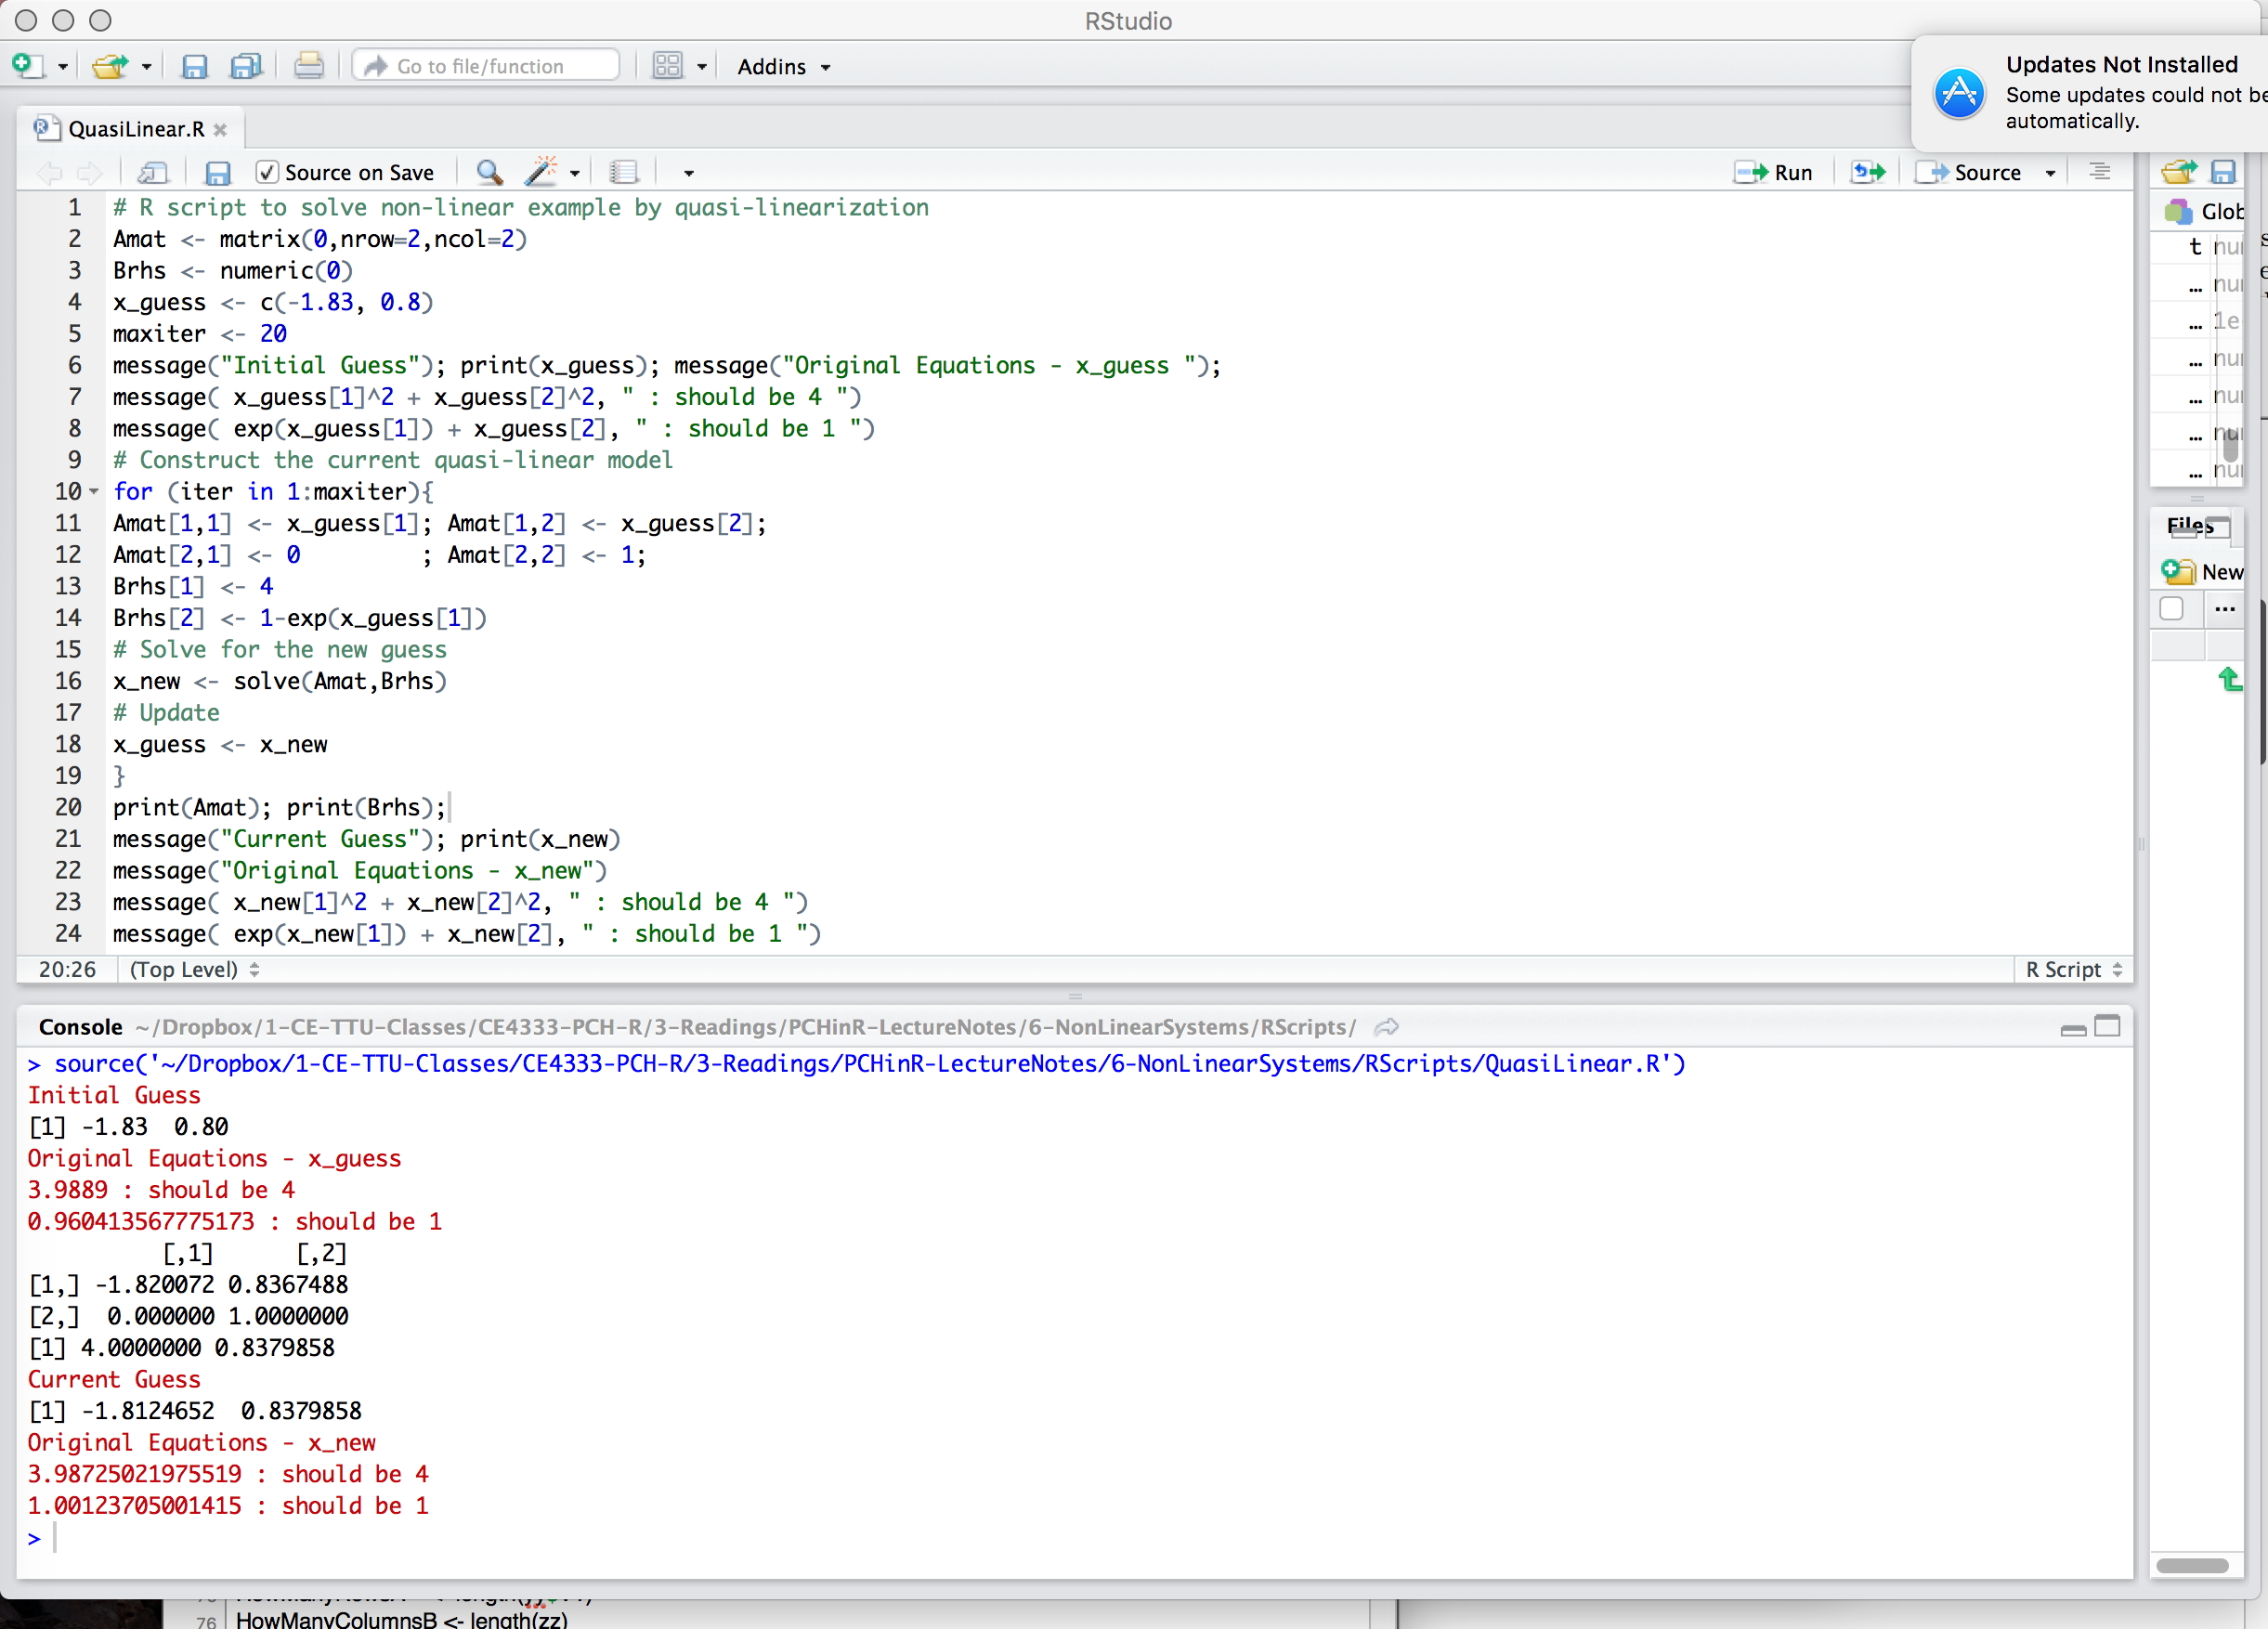 RStudio
Go to file/function
Addins
Updates Not Installed
Some updates could not be
automatically.
QuasiLinear.R
Source on Save
Run
Source
1 # R script to solve non-linear example by quasi-linearization
2 Amat <- matrix(0,nrow=2,ncol=2)
3 Brhs <- numeric(0)
4 x_guess <- c(-1.83, 0.8)
5 maxiter <- 20
6 message("Initial Guess"); print(x_guess); message("Original Equations - x_guess ");
7 message( x_guess[1]^2 + x_guess[2]^2, " : should be 4 ")
8 message( exp(x_guess[1]) + x_guess[2], " : should be 1 ")
9 # Construct the current quasi-linear model
10 for (iter in 1:maxiter){
11 Amat[1,1] <- x_guess[1]; Amat[1,2] <- x_guess[2];
12 Amat[2,1] <- 0 ; Amat[2,2] <- 1;
13 Brhs[1] <- 4
14 Brhs[2] <- 1-exp(x_guess[1])
15 # Solve for the new guess
16 x_new <- solve(Amat,Brhs)
17 # Update
18 x_guess <- x_new
19 }
20 print(Amat); print(Brhs);
21 message("Current Guess"); print(x_new)
22 message("Original Equations - x_new")
23 message( x_new[1]^2 + x_new[2]^2, " : should be 4 ")
24 message( exp(x_new[1]) + x_new[2], " : should be 1 ")
20:26 (Top Level)
R Script
Console ~/Dropbox/1-CE-TTU-Classes/CE4333-PCH-R/3-Readings/PCHinR-LectureNotes/6-NonLinearSystems/RScripts/
> source('~/Dropbox/1-CE-TTU-Classes/CE4333-PCH-R/3-Readings/PCHinR-LectureNotes/6-NonLinearSystems/RScripts/QuasiLinear.R')
Initial Guess
[1] -1.83 0.80
Original Equations - x_guess
3.9889 : should be 4
0.960413567775173 : should be 1
[,1] [,2]
[1,] -1.820072 0.8367488
[2,] 0.000000 1.0000000
[1] 4.0000000 0.8379858
Current Guess
[1] -1.8124652 0.8379858
Original Equations - x_new
3.98725021975519 : should be 4
1.00123705001415 : should be 1
>
Glob
t nu
... nu
... 1e
... nu
... nu
... nu
... nu
Files
New
...
76 HowManyColumnsB <- length(zz)